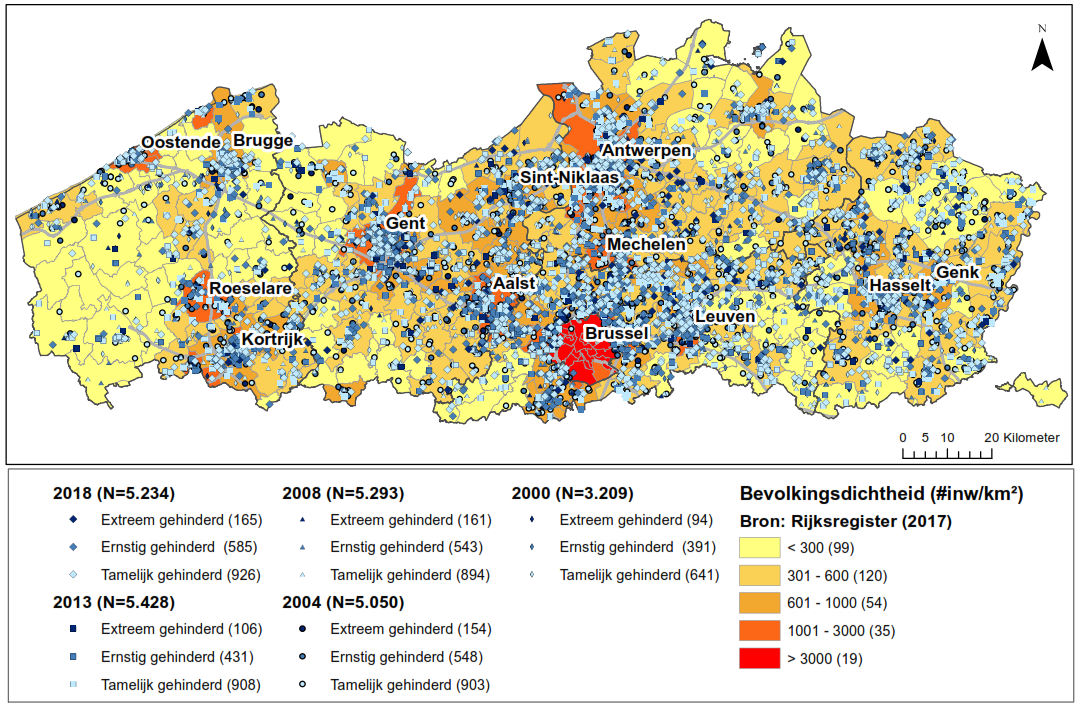 N
Oostende
Brugge
Antwerpen
Sint-Niklaas
Gent
Mechelen
Genk
Aalst
Hasselt
Roeselare
Leuven
Brussel
Kortrijk
0 5 10 20 Kilometer
2018 (N=5.234)
Extreem gehinderd (165)
Ernstig gehinderd (585)
Tamelijk gehinderd (926)
2013 (N=5.428)
Extreem gehinderd (106)
Ernstig gehinderd (431)
Tamelijk gehinderd (908)
2008 (N=5.293)
Extreem gehinderd (161)
Ernstig gehinderd (543)
Tamelijk gehinderd (894)
2004 (N=5.050)
Extreem gehinderd (154)
Ernstig gehinderd (548)
Tamelijk gehinderd (903)
2000 (N=3.209)
Extreem gehinderd (94)
Ernstig gehinderd (391)
Tamelijk gehinderd (641)
Bevolkingsdichtheid (#inw/km²)
Bron: Rijksregister (2017)
< 300 (99)
301 - 600 (120)
601 - 1000 (54)
1001 - 3000 (35)
> 3000 (19)